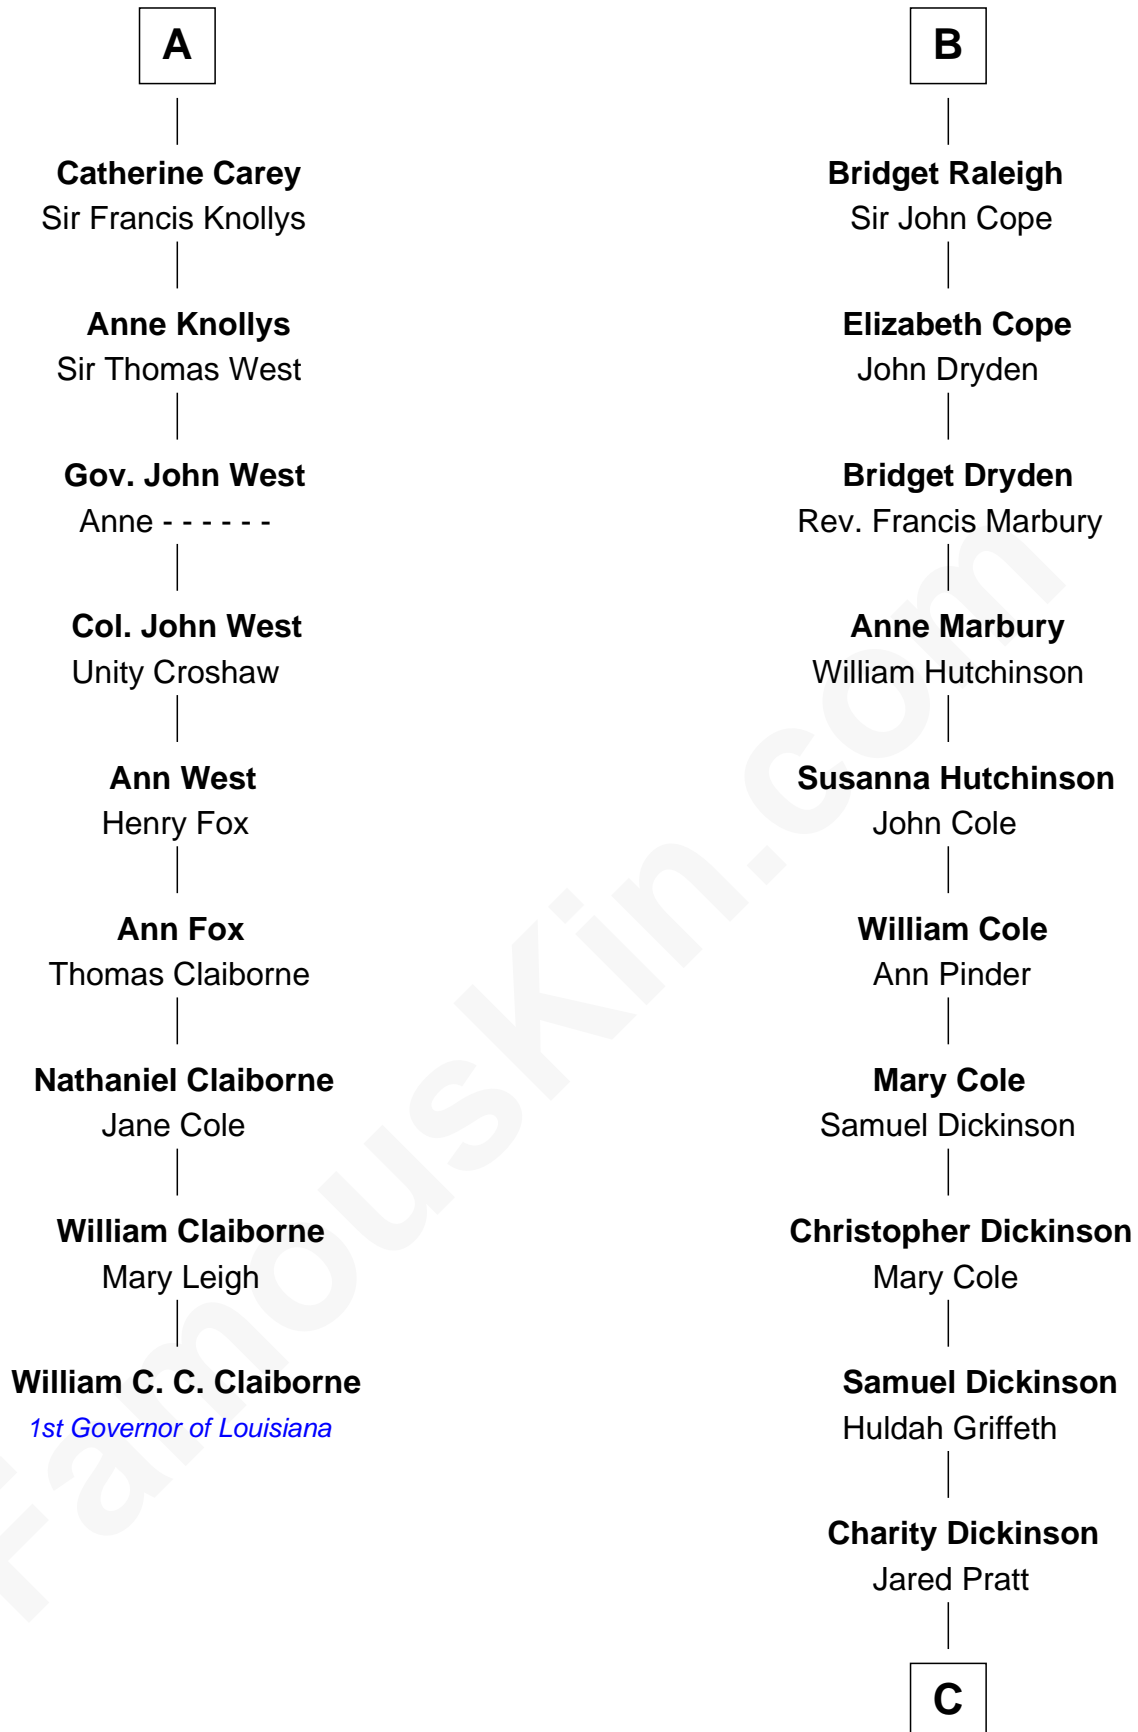 A
Catherine Carey
Sir Francis Knollys
Anne Knollys
Sir Thomas West
Gov. John West
Anne - - - - - -
Col. John West
Unity Croshaw
Ann West
Henry Fox
Ann Fox
Thomas Claiborne
Nathaniel Claiborne
Jane Cole
William Claiborne
Mary Leigh
William C. C. Claiborne
1st Governor of Louisiana
B
Bridget Raleigh
Sir John Cope
Elizabeth Cope
John Dryden
Bridget Dryden
Rev. Francis Marbury
Anne Marbury
William Hutchinson
Susanna Hutchinson
John Cole
William Cole
Ann Pinder
Mary Cole
Samuel Dickinson
Christopher Dickinson
Mary Cole
Samuel Dickinson
Huldah Griffeth
Charity Dickinson
Jared Pratt
C
FamousKin.com